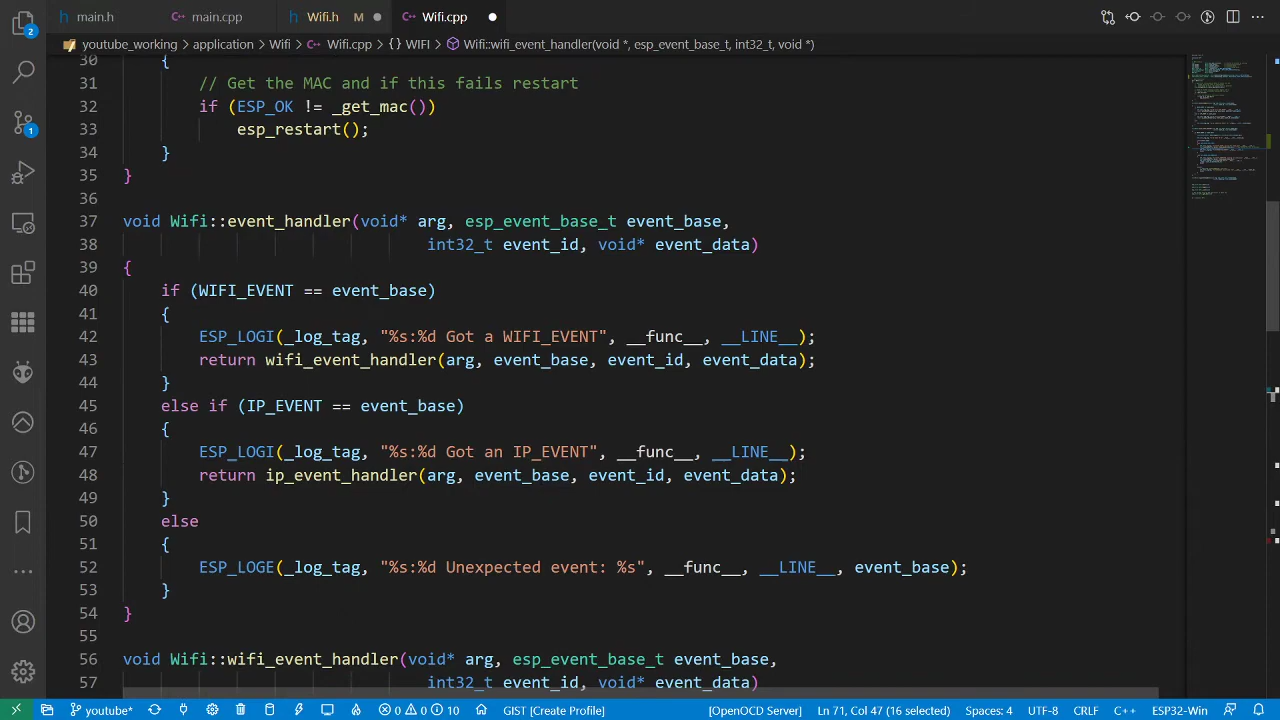 main.h
main.cpp
Wifi.h M
Wifi.cpp
youtube_working > application > Wifi > Wifi.cpp > {} WIFI > Wifi::wifi_event_handler(void *, esp_event_base_t, int32_t, void *)
30 {
31 // Get the MAC and if this fails restart
32 if (ESP_OK != _get_mac())
33 esp_restart();
34 }
35 }
36
37 void Wifi::event_handler(void* arg, esp_event_base_t event_base,
38 int32_t event_id, void* event_data)
39 {
40 if (WIFI_EVENT == event_base)
41 {
42 ESP_LOGI(_log_tag, "%s:%d Got a WIFI_EVENT", __func__, __LINE__);
43 return wifi_event_handler(arg, event_base, event_id, event_data);
44 }
45 else if (IP_EVENT == event_base)
46 {
47 ESP_LOGI(_log_tag, "%s:%d Got an IP_EVENT", __func__, __LINE__);
48 return ip_event_handler(arg, event_base, event_id, event_data);
49 }
50 else
51 {
52 ESP_LOGE(_log_tag, "%s:%d Unexpected event: %s", __func__, __LINE__, event_base);
53 }
54 }
55
56 void Wifi::wifi_event_handler(void* arg, esp_event_base_t event_base,
57 int32_t event_id, void* event_data)
2
1
youtube* 0 0 10 GIST [Create Profile] [OpenOCD Server] Ln 71, Col 47 (16 selected) Spaces: 4 UTF-8 CRLF C++ ESP32-Win